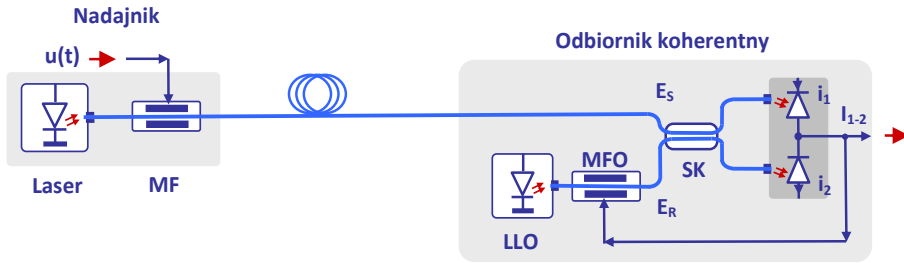 Nadajnik
u(t)
Laser
MF
Odbiornik koherentny
E_S
SK
MFO
E_R
LLO
i_1
I_1-2
i_2